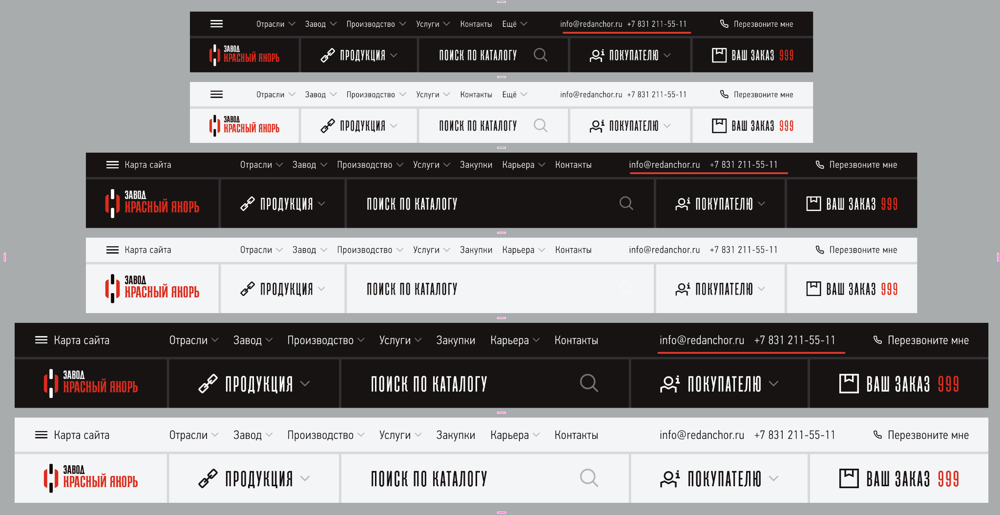 Отрасли Завод Производство Услуги Контакты Ещё info@redanchor.ru +7 831 211-55-11 Перезвоните мне
ЗАВОД
КРАСНЫЙ ЯКОРЬ ПРОДУКЦИЯ ПОИСК ПО КАТАЛОГУ ПОКУПАТЕЛЮ ВАШ ЗАКАЗ 999
Отрасли Завод Производство Услуги Контакты Ещё info@redanchor.ru +7 831 211-55-11 Перезвоните мне
ЗАВОД
КРАСНЫЙ ЯКОРЬ ПРОДУКЦИЯ ПОИСК ПО КАТАЛОГУ ПОКУПАТЕЛЮ ВАШ ЗАКАЗ 999
Карта сайта Отрасли Завод Производство Услуги Закупки Карьера Контакты info@redanchor.ru +7 831 211-55-11 Перезвоните мне
ЗАВОД
КРАСНЫЙ ЯКОРЬ ПРОДУКЦИЯ ПОИСК ПО КАТАЛОГУ ПОКУПАТЕЛЮ ВАШ ЗАКАЗ 999
Карта сайта Отрасли Завод Производство Услуги Закупки Карьера Контакты info@redanchor.ru +7 831 211-55-11 Перезвоните мне
ЗАВОД
КРАСНЫЙ ЯКОРЬ ПРОДУКЦИЯ ПОИСК ПО КАТАЛОГУ ПОКУПАТЕЛЮ ВАШ ЗАКАЗ 999
Карта сайта Отрасли Завод Производство Услуги Закупки Карьера Контакты info@redanchor.ru +7 831 211-55-11 Перезвоните мне
ЗАВОД
КРАСНЫЙ ЯКОРЬ ПРОДУКЦИЯ ПОИСК ПО КАТАЛОГУ ПОКУПАТЕЛЮ ВАШ ЗАКАЗ 999
Карта сайта Отрасли Завод Производство Услуги Закупки Карьера Контакты info@redanchor.ru +7 831 211-55-11 Перезвоните мне
ЗАВОД
КРАСНЫЙ ЯКОРЬ ПРОДУКЦИЯ ПОИСК ПО КАТАЛОГУ ПОКУПАТЕЛЮ ВАШ ЗАКАЗ 999